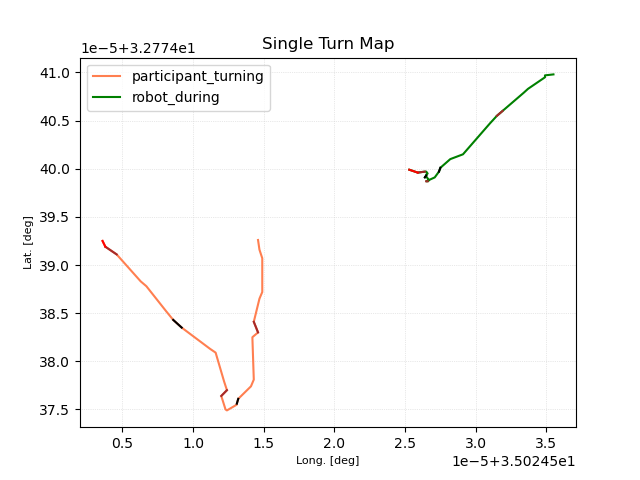 Single Turn Map
1e−5+3.2774e1
participant_turning
robot_during
41.0
40.5
40.0
39.5
39.0
38.5
38.0
37.5
Lat. [deg]
0.5 1.0 1.5 2.0 2.5 3.0 3.5
Long. [deg]
1e−5+3.50245e1